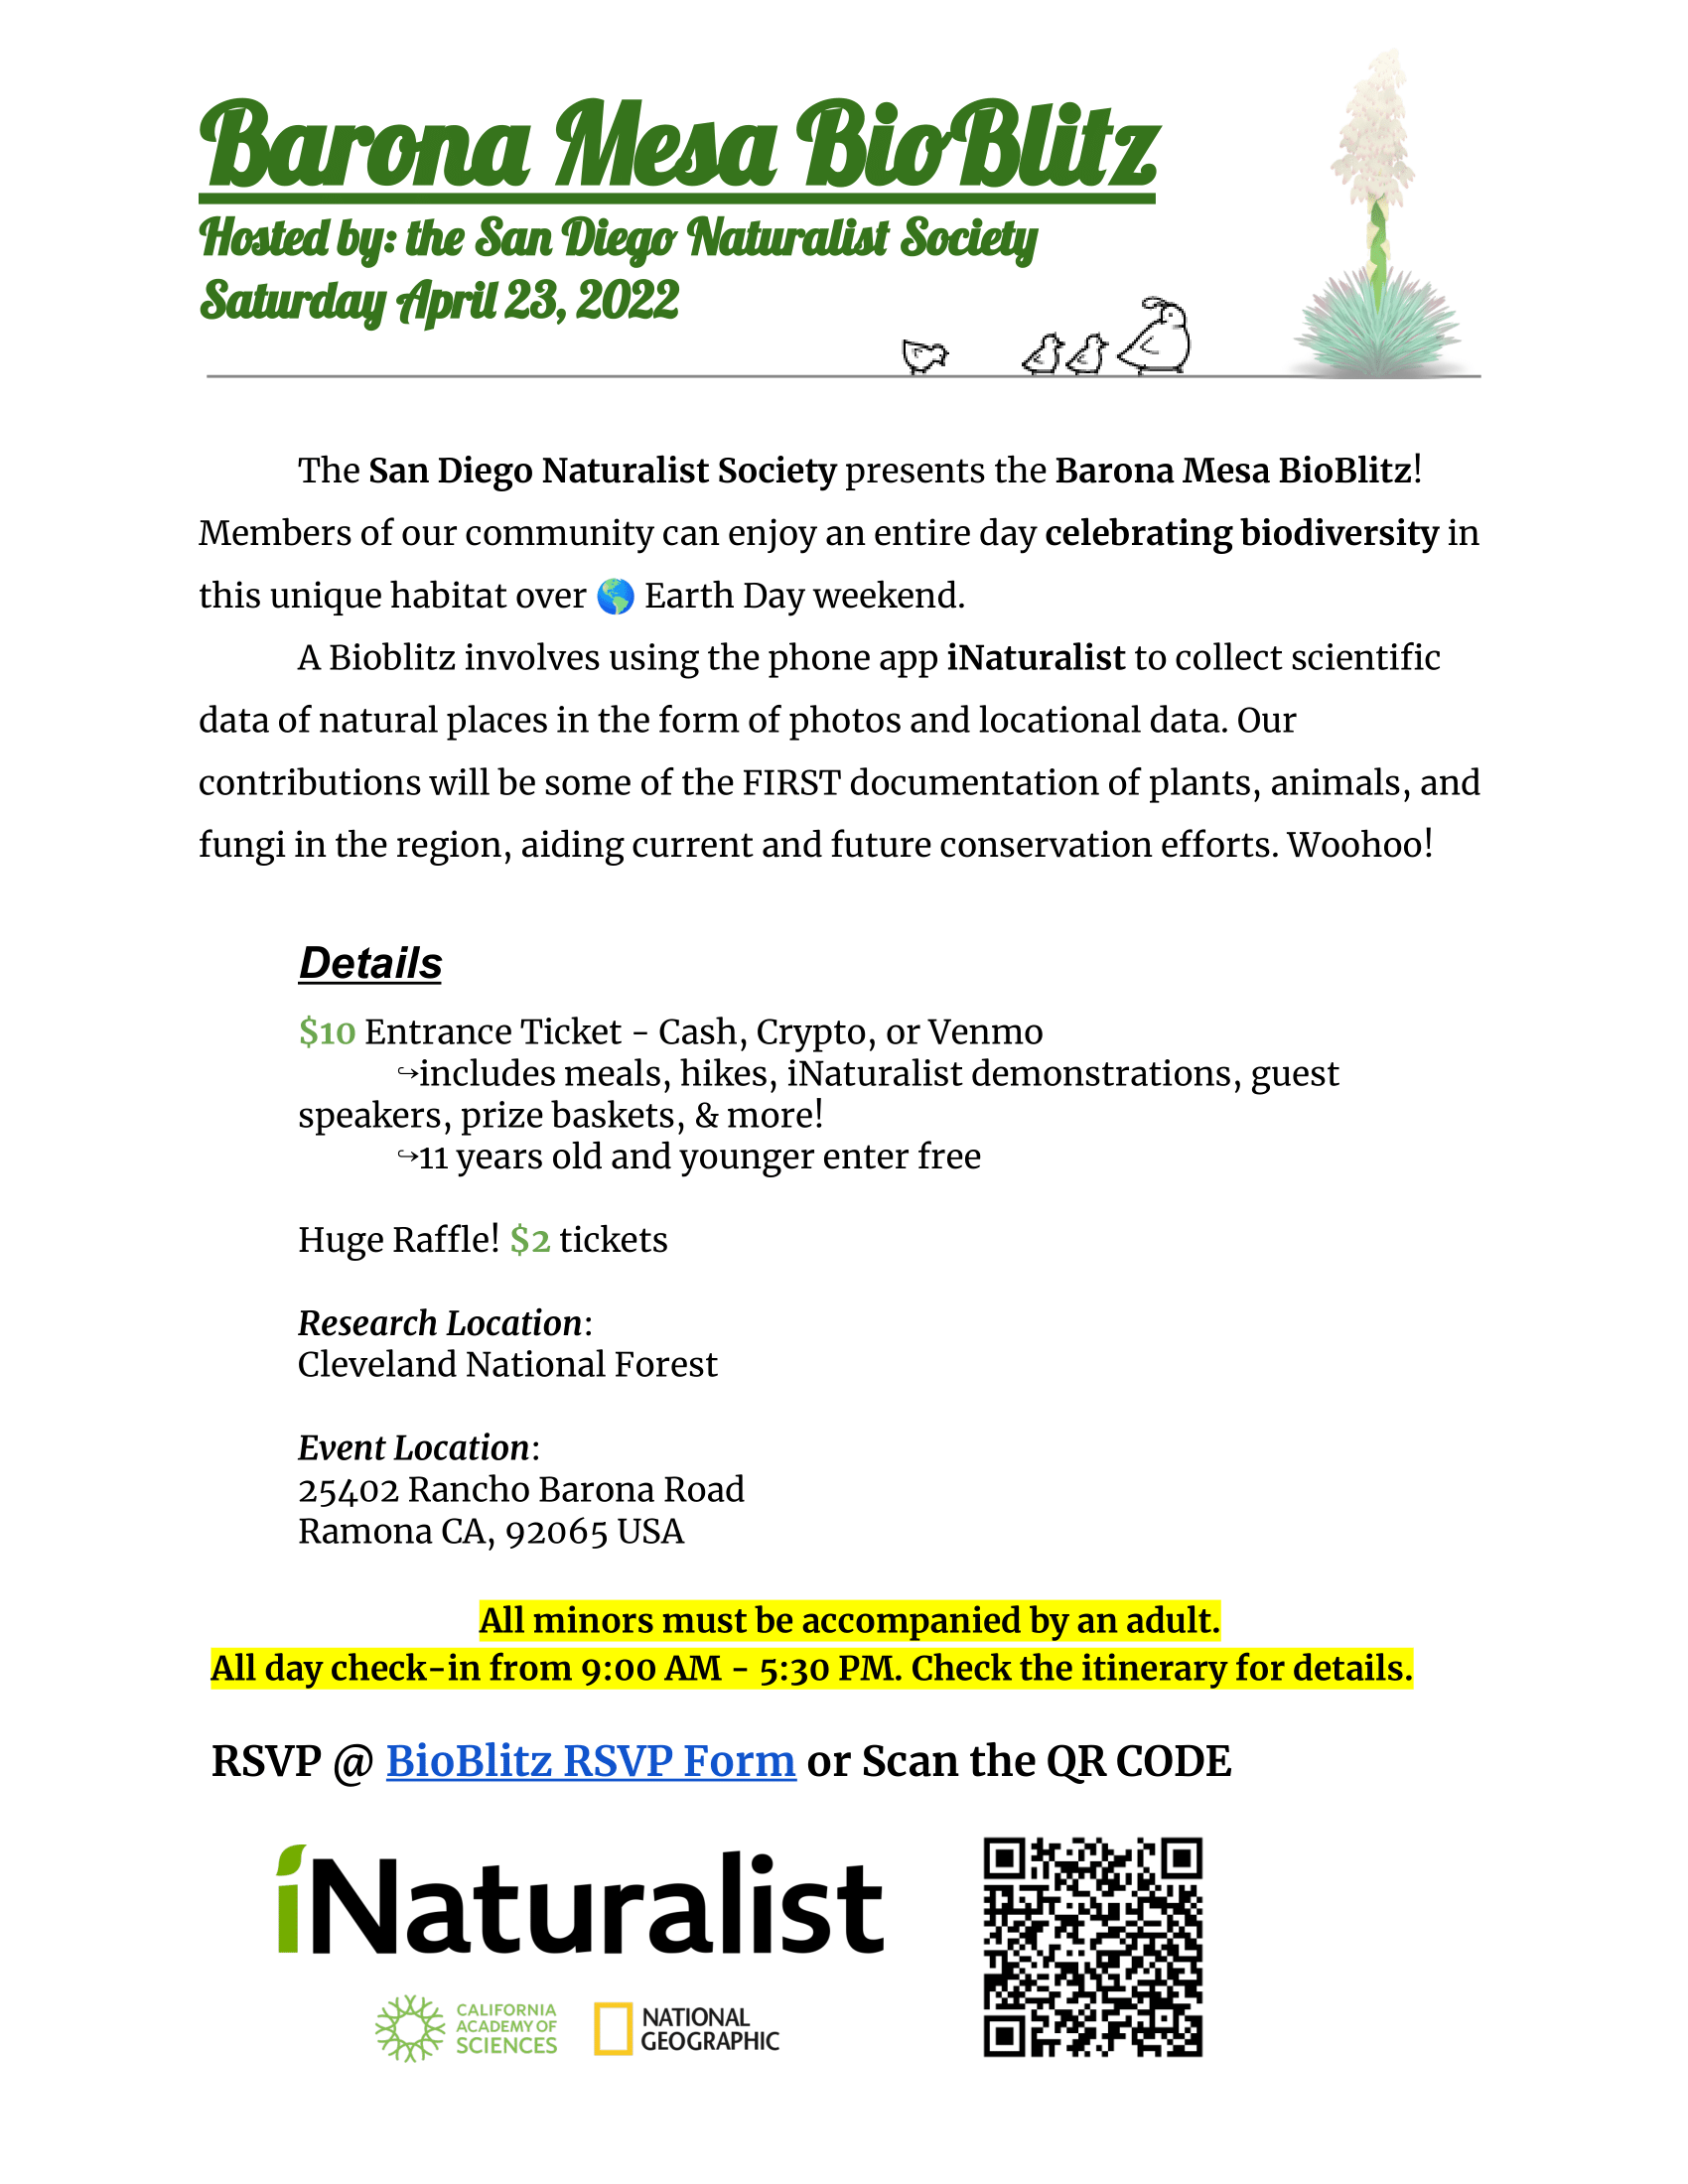 Barona Mesa BioBlitz
Hosted by: the San Diego Naturalist Society
Saturday April 23, 2022
The San Diego Naturalist Society presents the Barona Mesa BioBlitz!
Members of our community can enjoy an entire day celebrating biodiversity in
this unique habitat over 🌎 Earth Day weekend.
A Bioblitz involves using the phone app iNaturalist to collect scientific
data of natural places in the form of photos and locational data. Our
contributions will be some of the FIRST documentation of plants, animals, and
fungi in the region, aiding current and future conservation efforts. Woohoo!
Details
$10 Entrance Ticket - Cash, Crypto, or Venmo
↪includes meals, hikes, iNaturalist demonstrations, guest
speakers, prize baskets, & more!
↪11 years old and younger enter free
Huge Raffle! $2 tickets
Research Location:
Cleveland National Forest
Event Location:
25402 Rancho Barona Road
Ramona CA, 92065 USA
All minors must be accompanied by an adult.
All day check-in from 9:00 AM - 5:30 PM. Check the itinerary for details.
RSVP @ BioBlitz RSVP Form or Scan the QR CODE
iNaturalist
CALIFORNIA
ACADEMY OF
SCIENCES
NATIONAL
GEOGRAPHIC